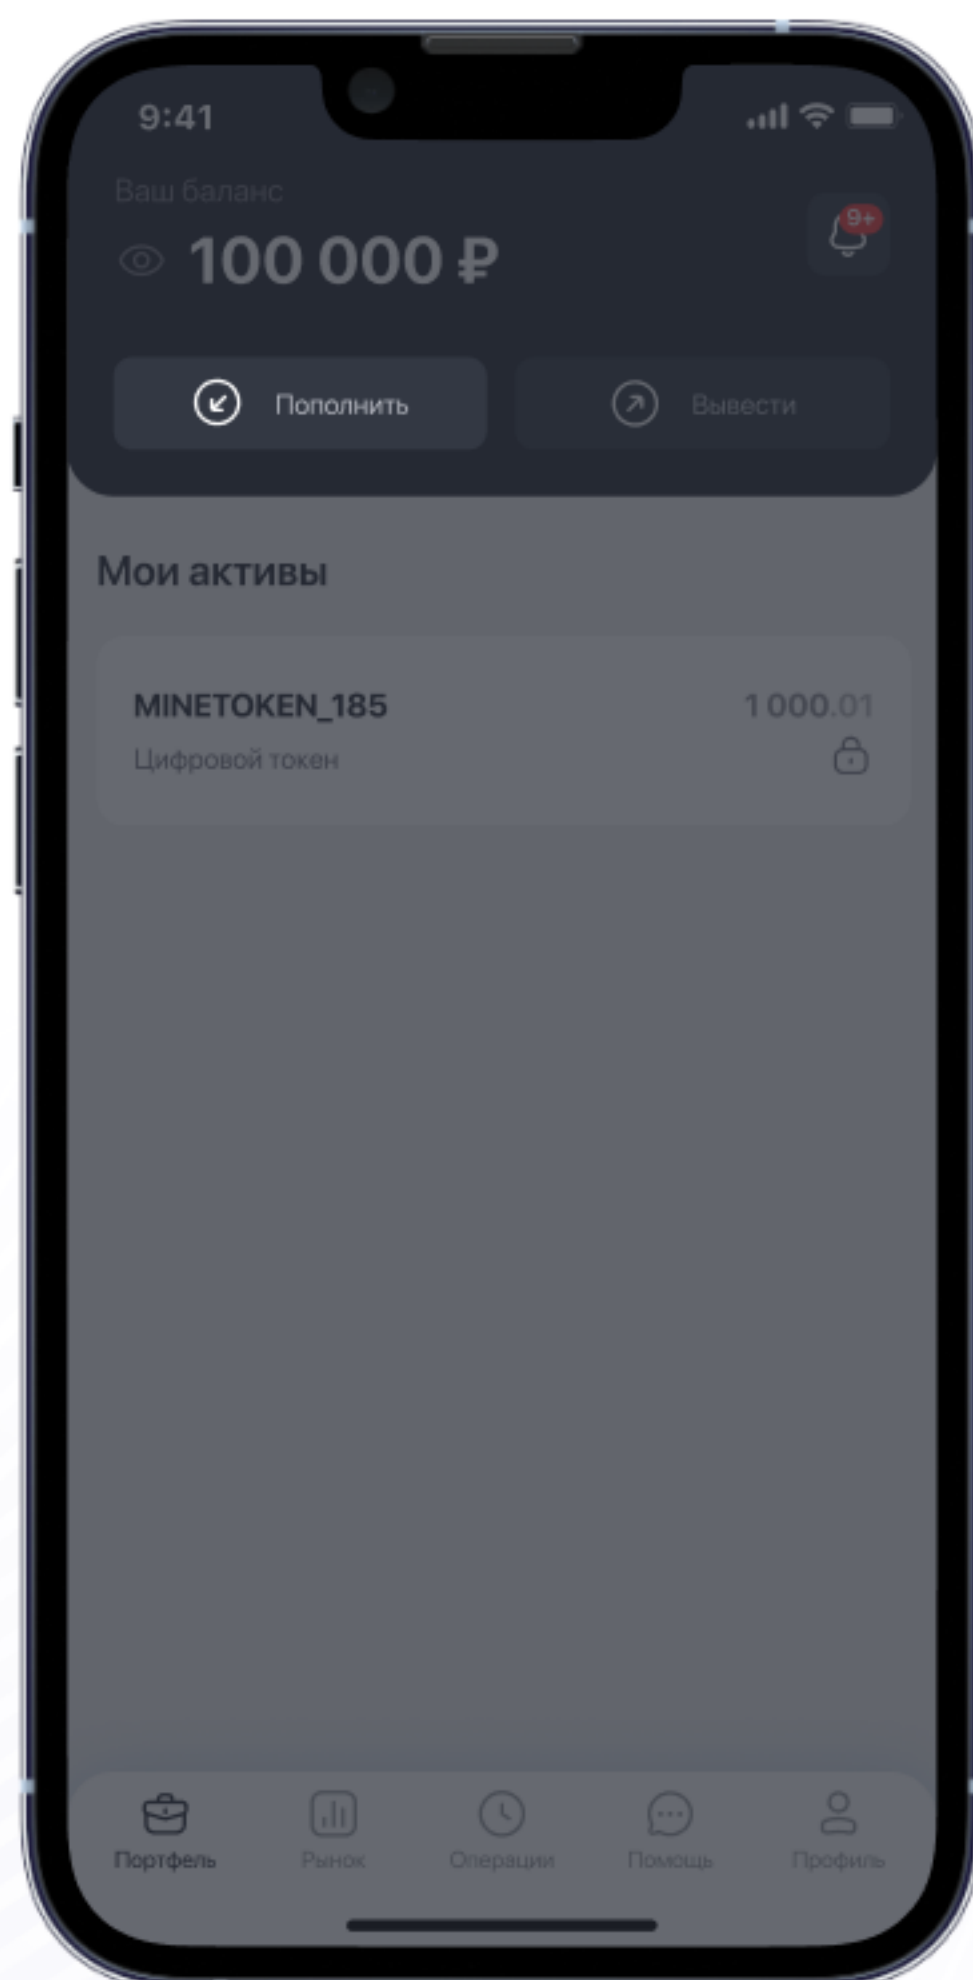 9:41
Ваш баланс
9+
100 000 ₽
Пополнить
Вывести
Мои активы
MINETOKEN_185
1 000.01
Цифровой токен
Портфель
Рынок
Операции
Помощь
Профиль